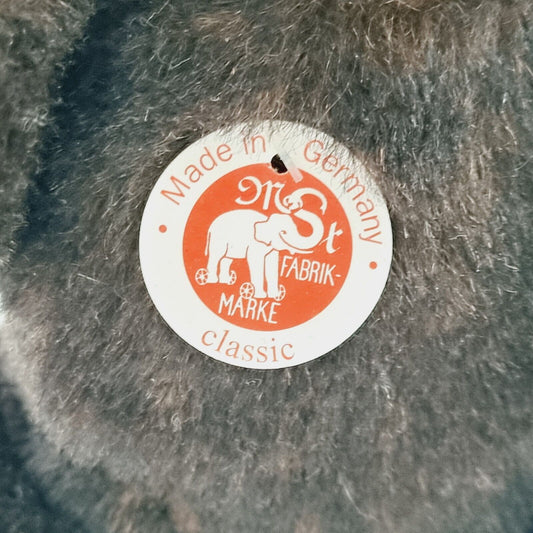 Made in Germany
MSt
FABRIK-
MARKE
classic